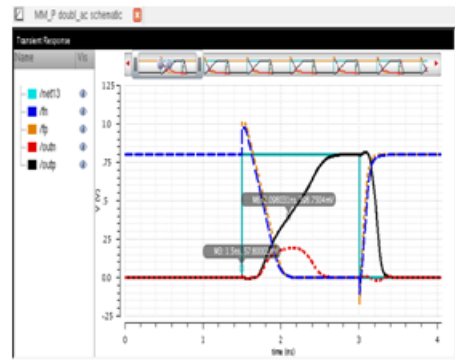 MM_P doubl_ac schematic
Transient Response
Name Vis
/net13
/fn
/fp
/outn
/outp
1.25
1.0
.75
.5
.25
0.0
-.25
V (V)
0 1 2 3 4
time (ns)